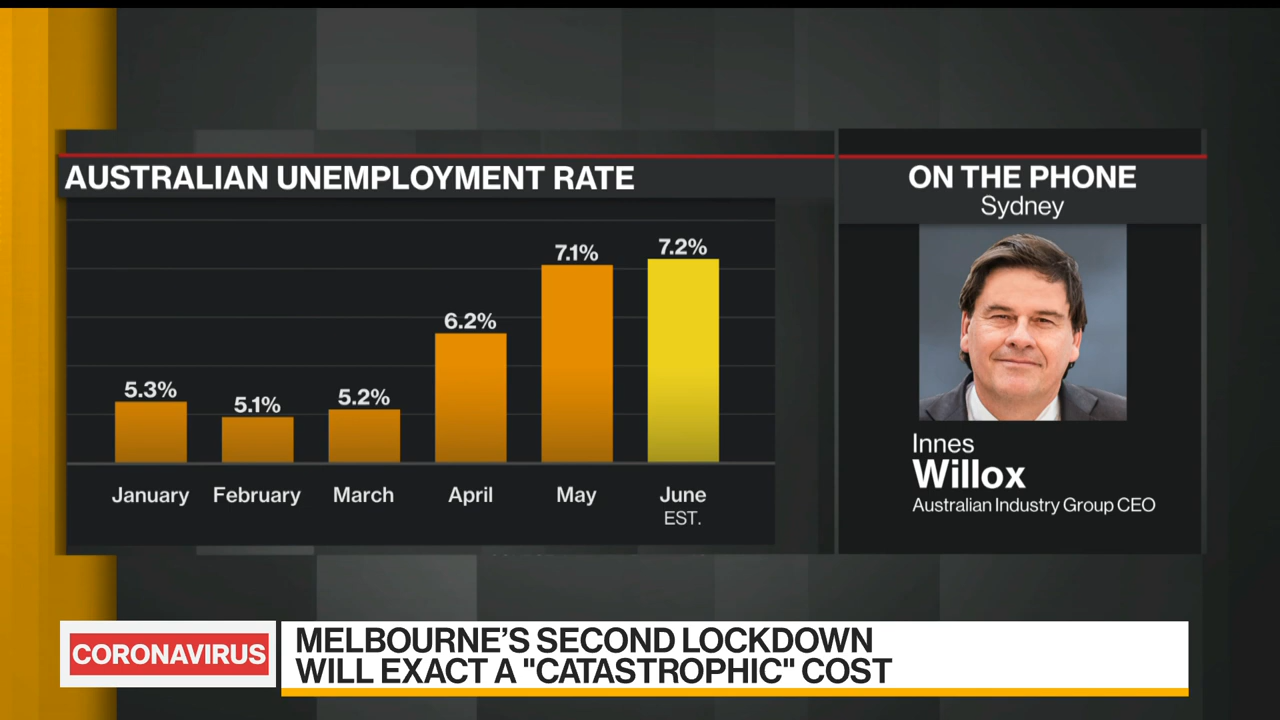 AUSTRALIAN UNEMPLOYMENT RATE
5.3%
5.1%
5.2%
6.2%
7.1%
7.2%
January
February
March
April
May
June
EST.
ON THE PHONE
Sydney
Innes
Willox
Australian Industry Group CEO
CORONAVIRUS
MELBOURNE'S SECOND LOCKDOWN
WILL EXACT A "CATASTROPHIC" COST